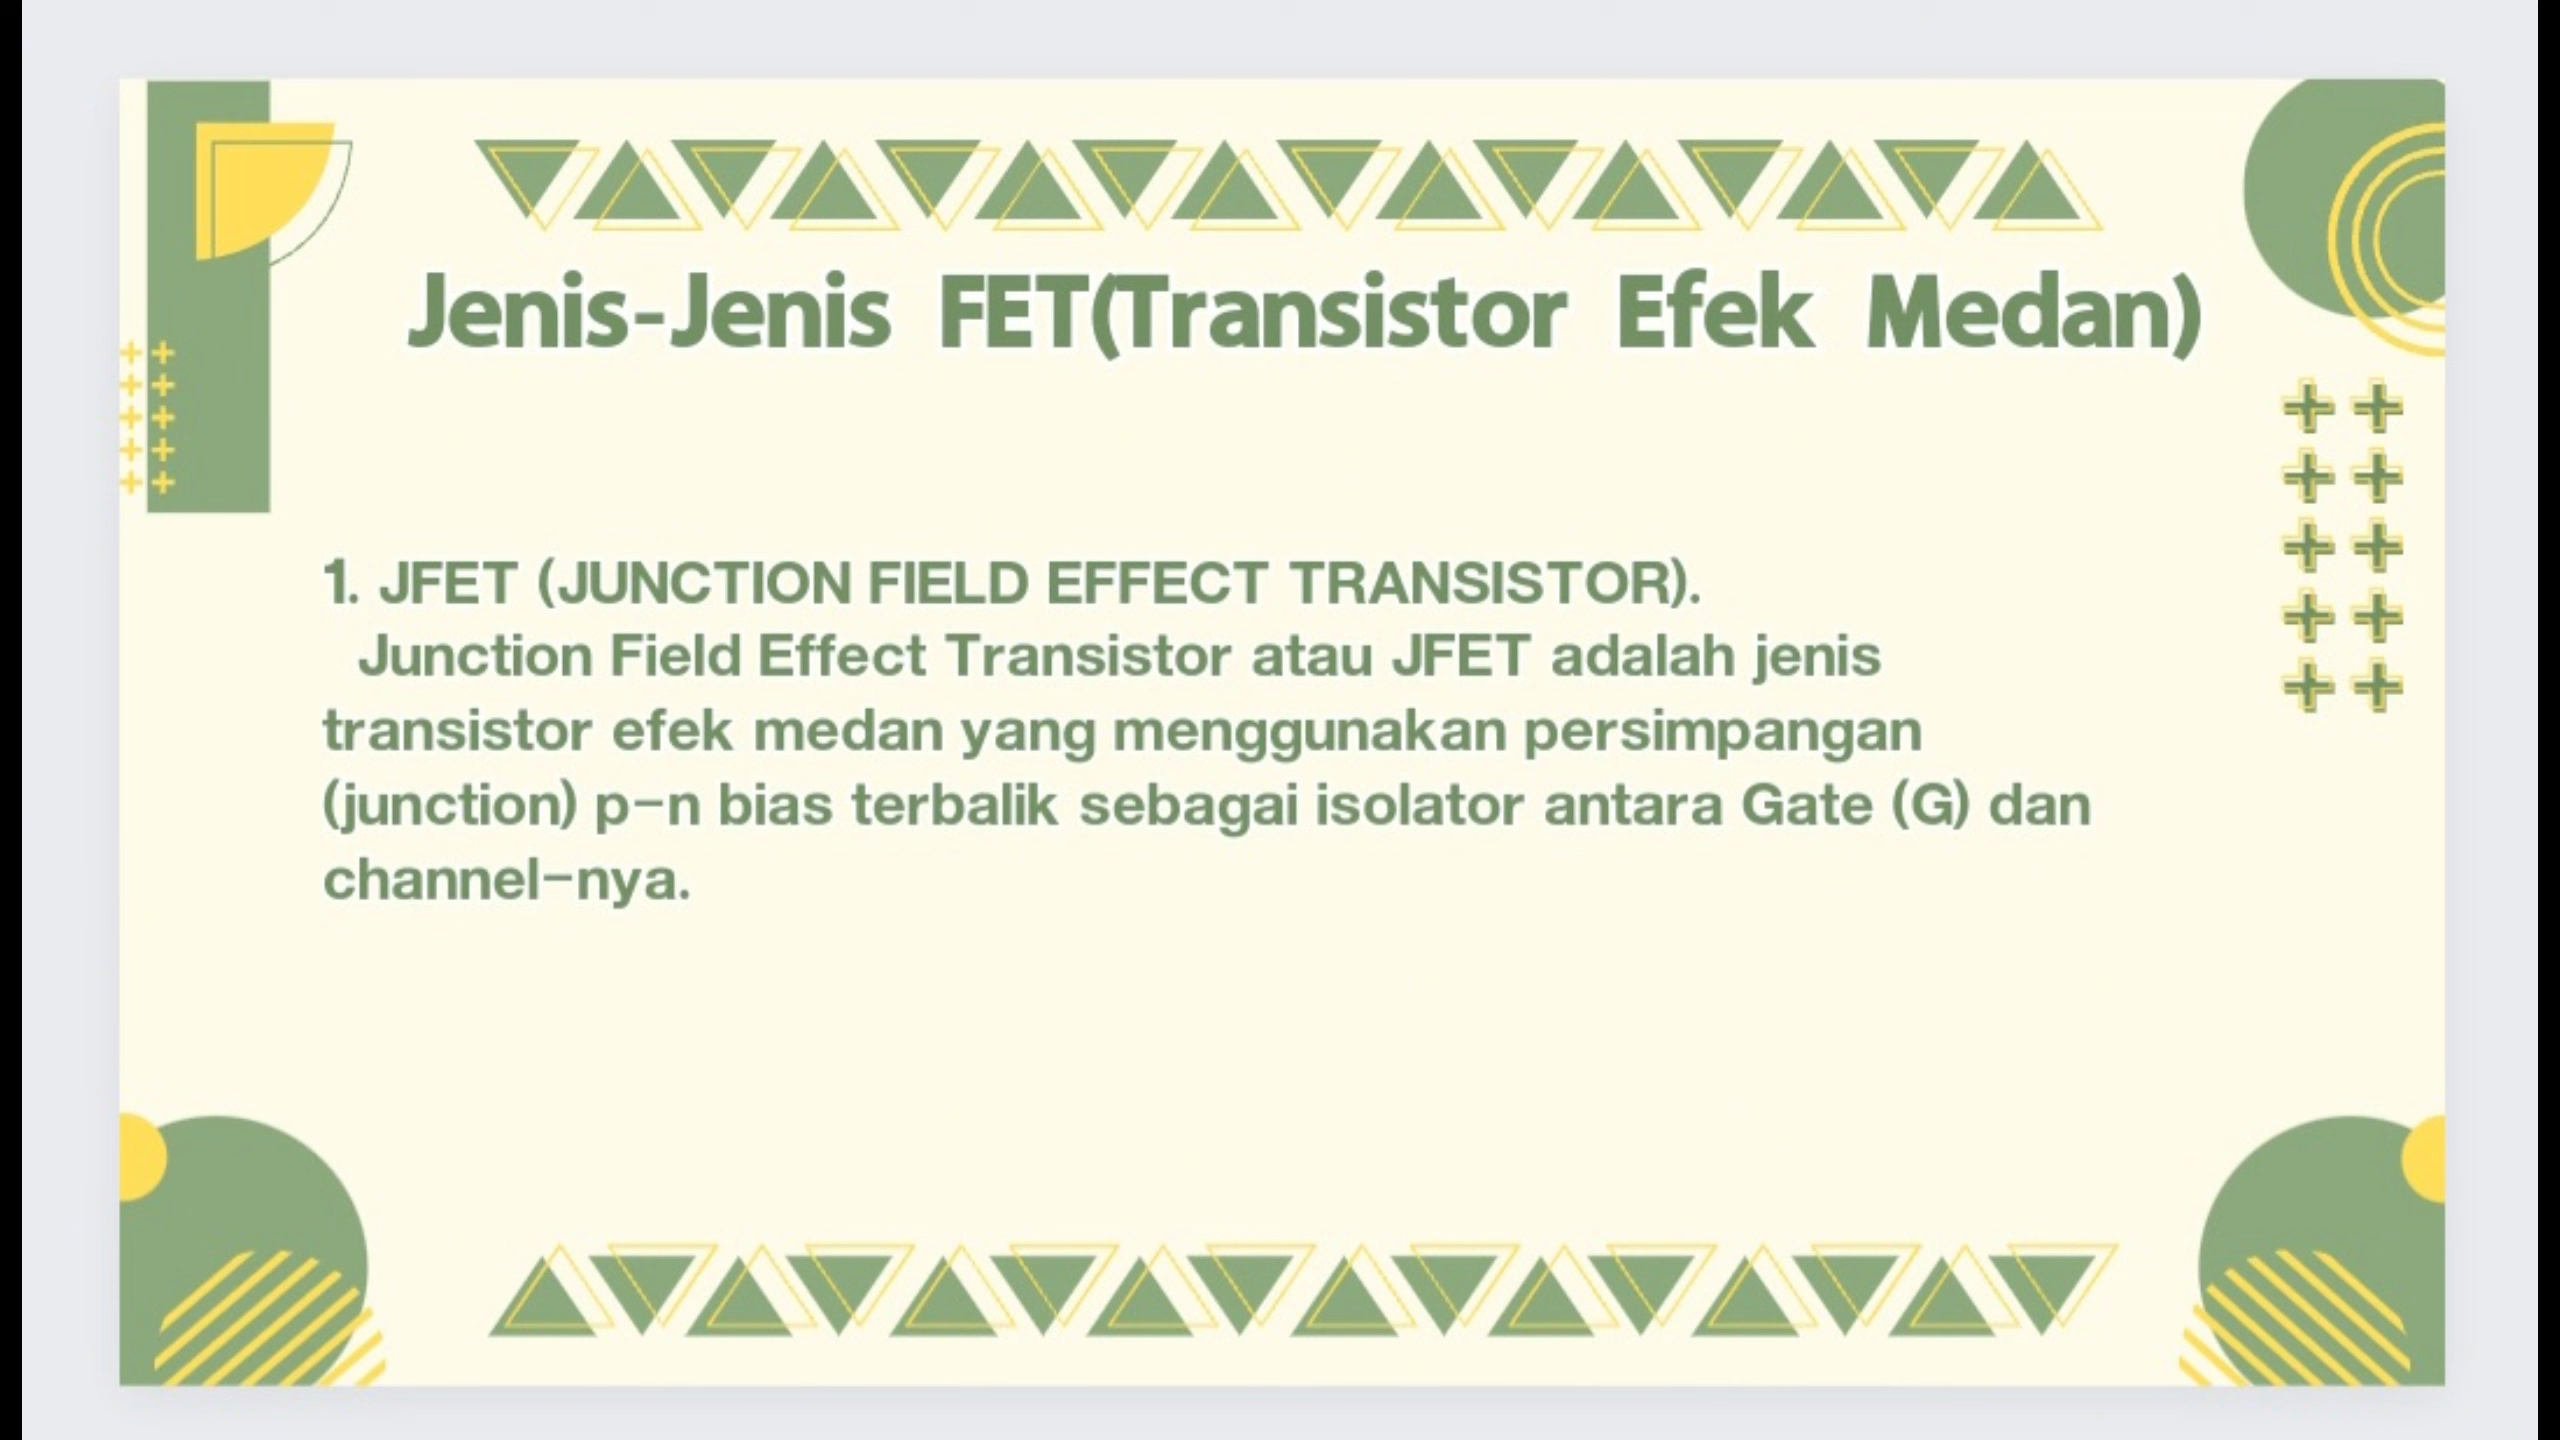 Jenis-Jenis FET(Transistor Efek Medan)
1. JFET (JUNCTION FIELD EFFECT TRANSISTOR).
Junction Field Effect Transistor atau JFET adalah jenis
transistor efek medan yang menggunakan persimpangan
(junction) p-n bias terbalik sebagai isolator antara Gate (G) dan
channel-nya.